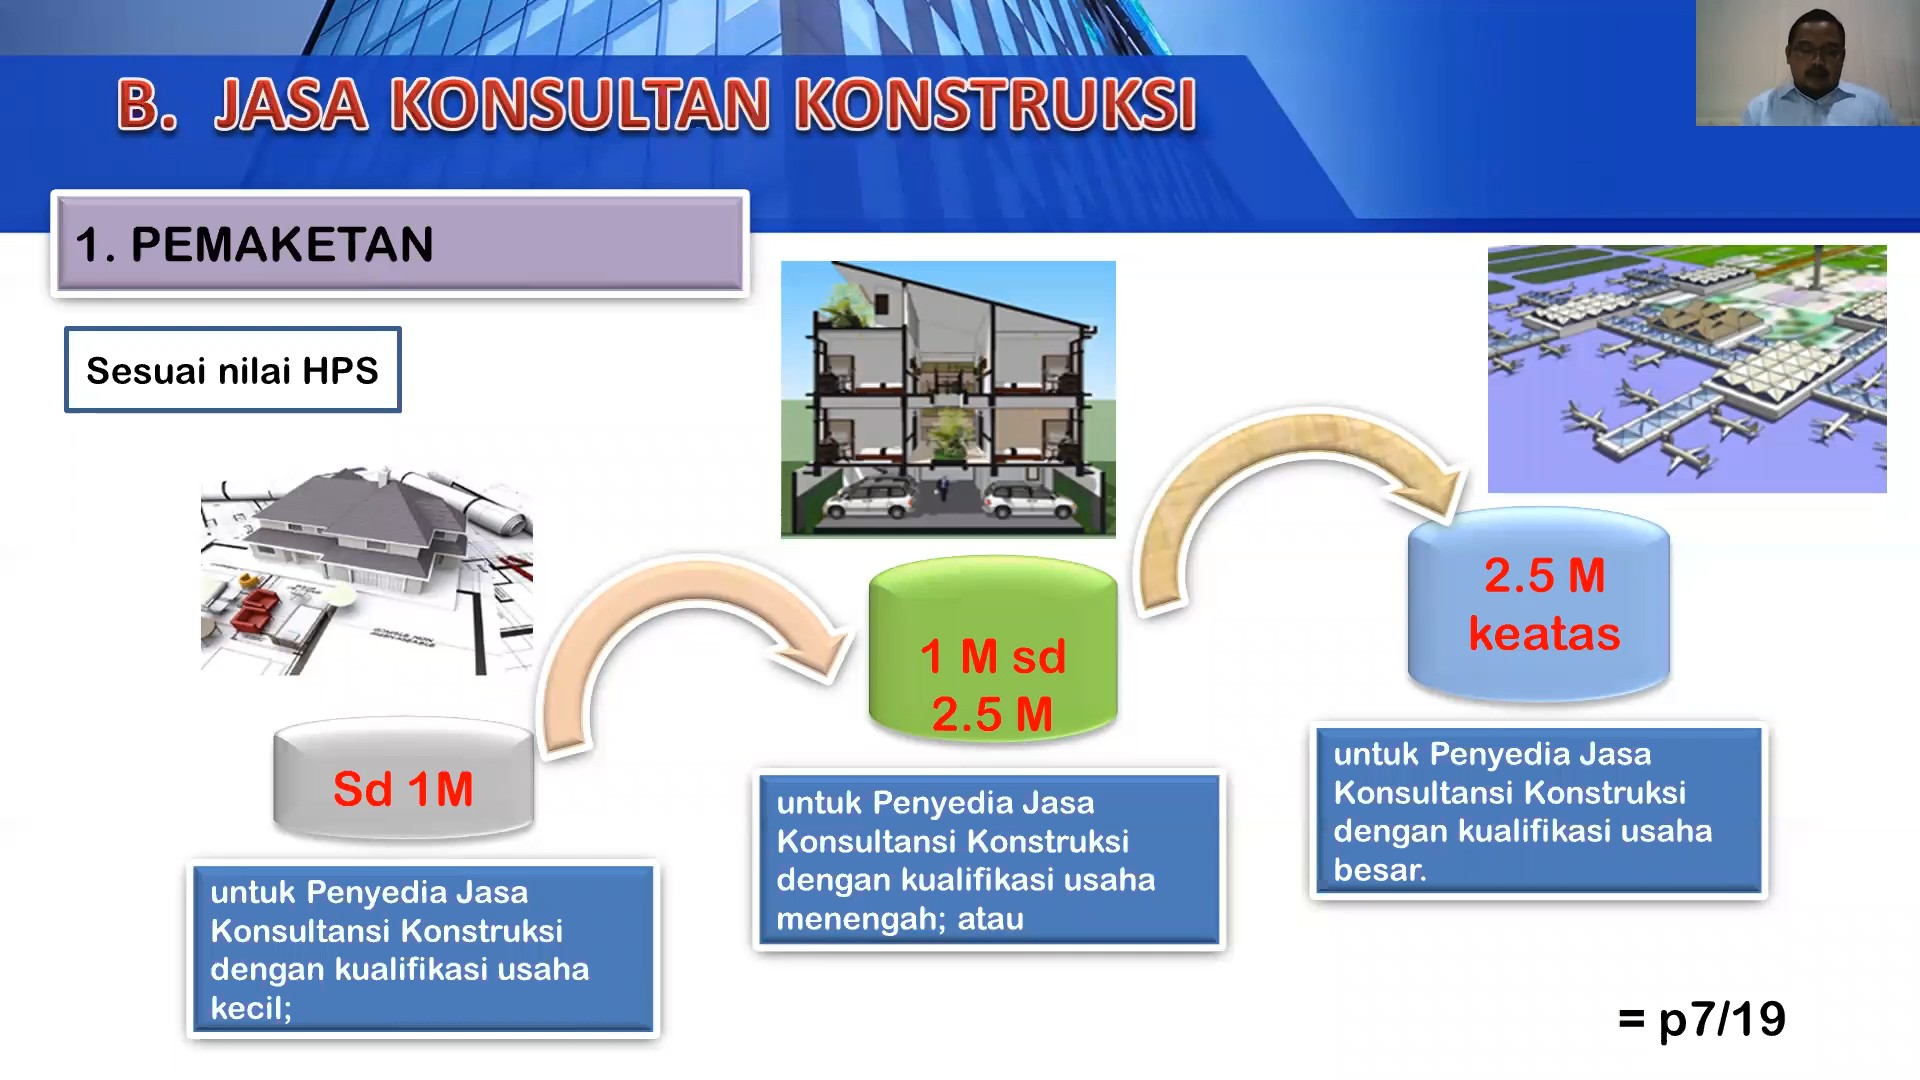 B. JASA KONSULTAN KONSTRUKSI
1. PEMAKETAN
Sesuai nilai HPS
Sd 1M
untuk Penyedia Jasa
Konsultansi Konstruksi
dengan kualifikasi usaha
kecil;
1 M sd
2.5 M
untuk Penyedia Jasa
Konsultansi Konstruksi
dengan kualifikasi usaha
menengah; atau
2.5 M
keatas
untuk Penyedia Jasa
Konsultansi Konstruksi
dengan kualifikasi usaha
besar.
= p7/19